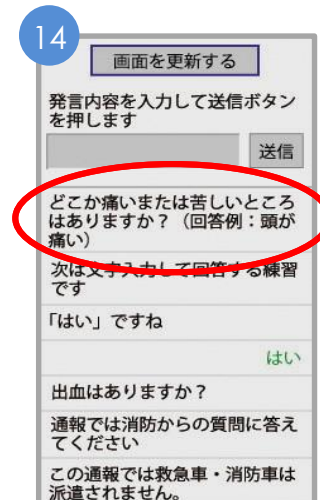 14
画面を更新する
発言内容を入力して送信ボタン
を押します
送信
どこか痛いまたは苦しいところ
はありますか?(回答例:頭が
痛い)
次は文字入力して回答する練習
です
「はい」ですね
はい
出血はありますか?
通報では消防からの質問に答え
てください
この通報では救急車・消防車は
派遣されません。